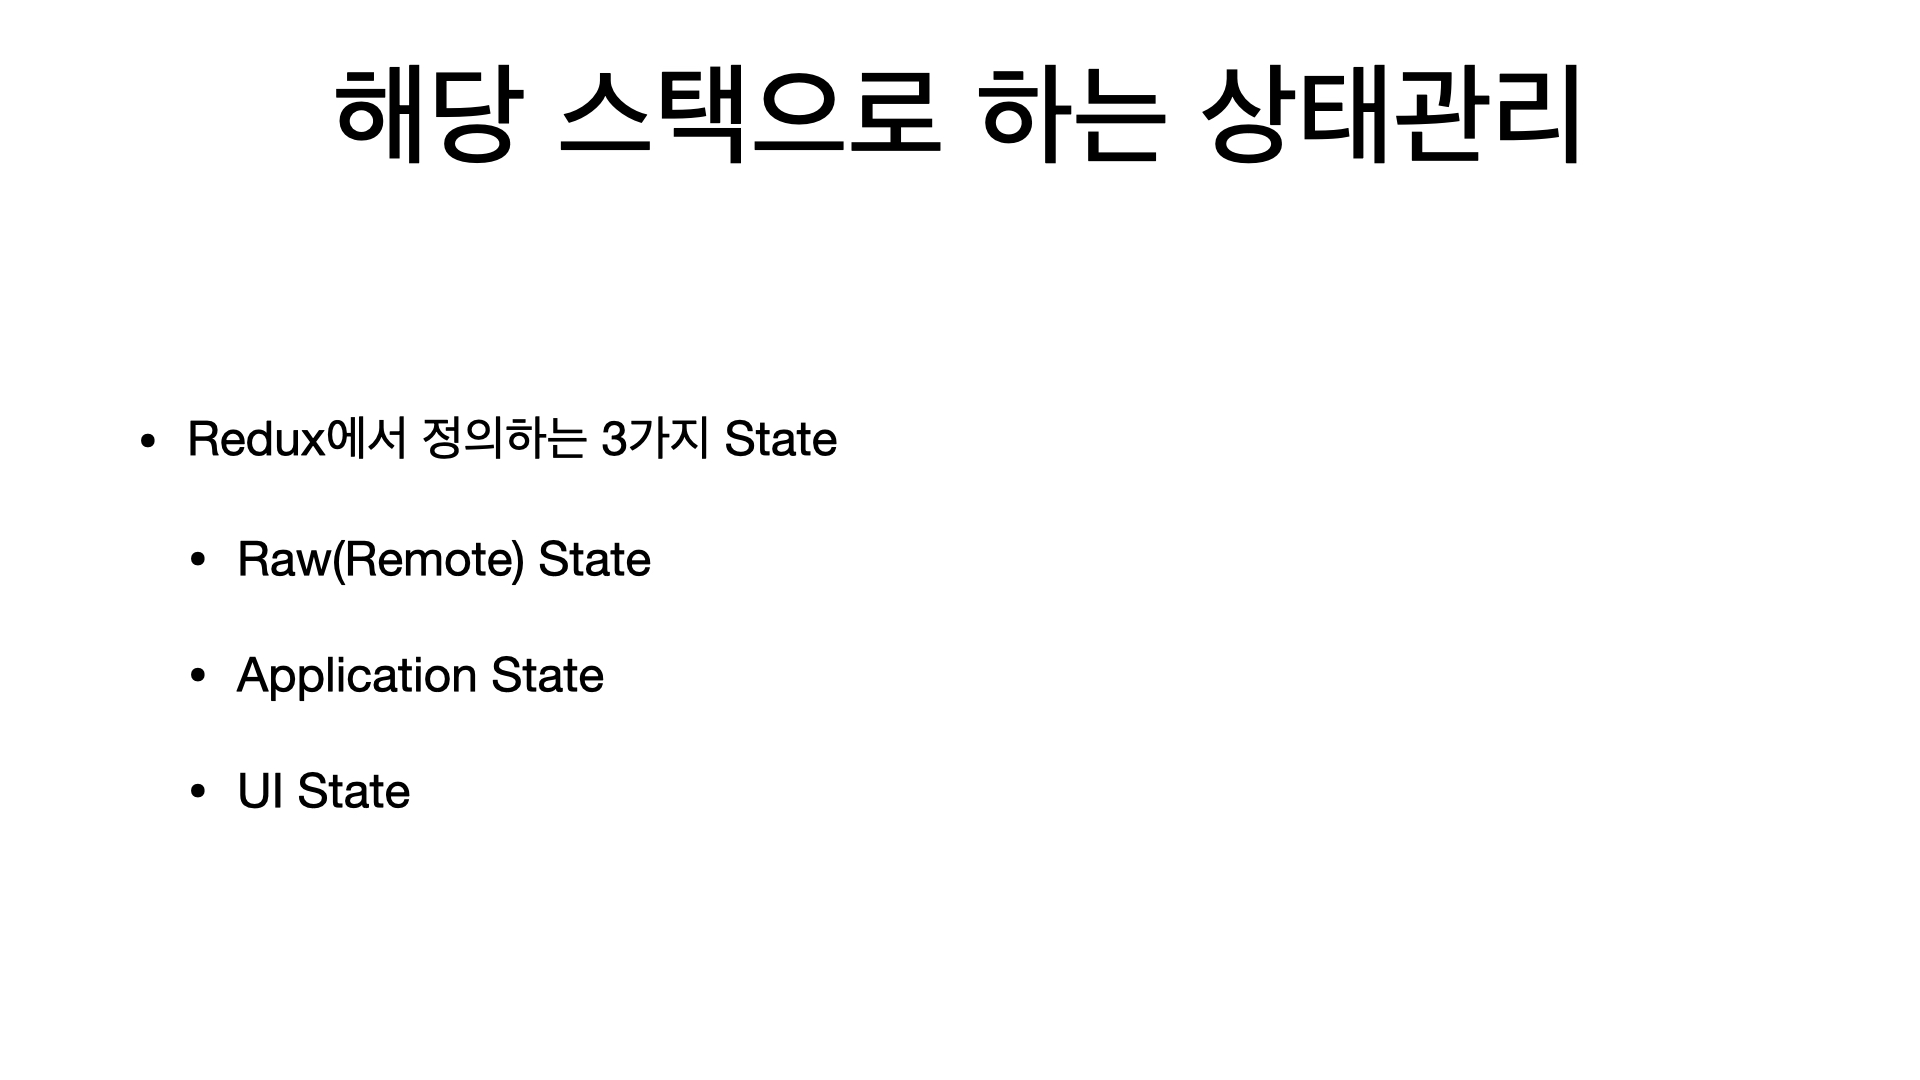 해당 스택으로 하는 상태관리
• Redux에서 정의하는 3가지 State
• Raw(Remote) State
• Application State
• UI State